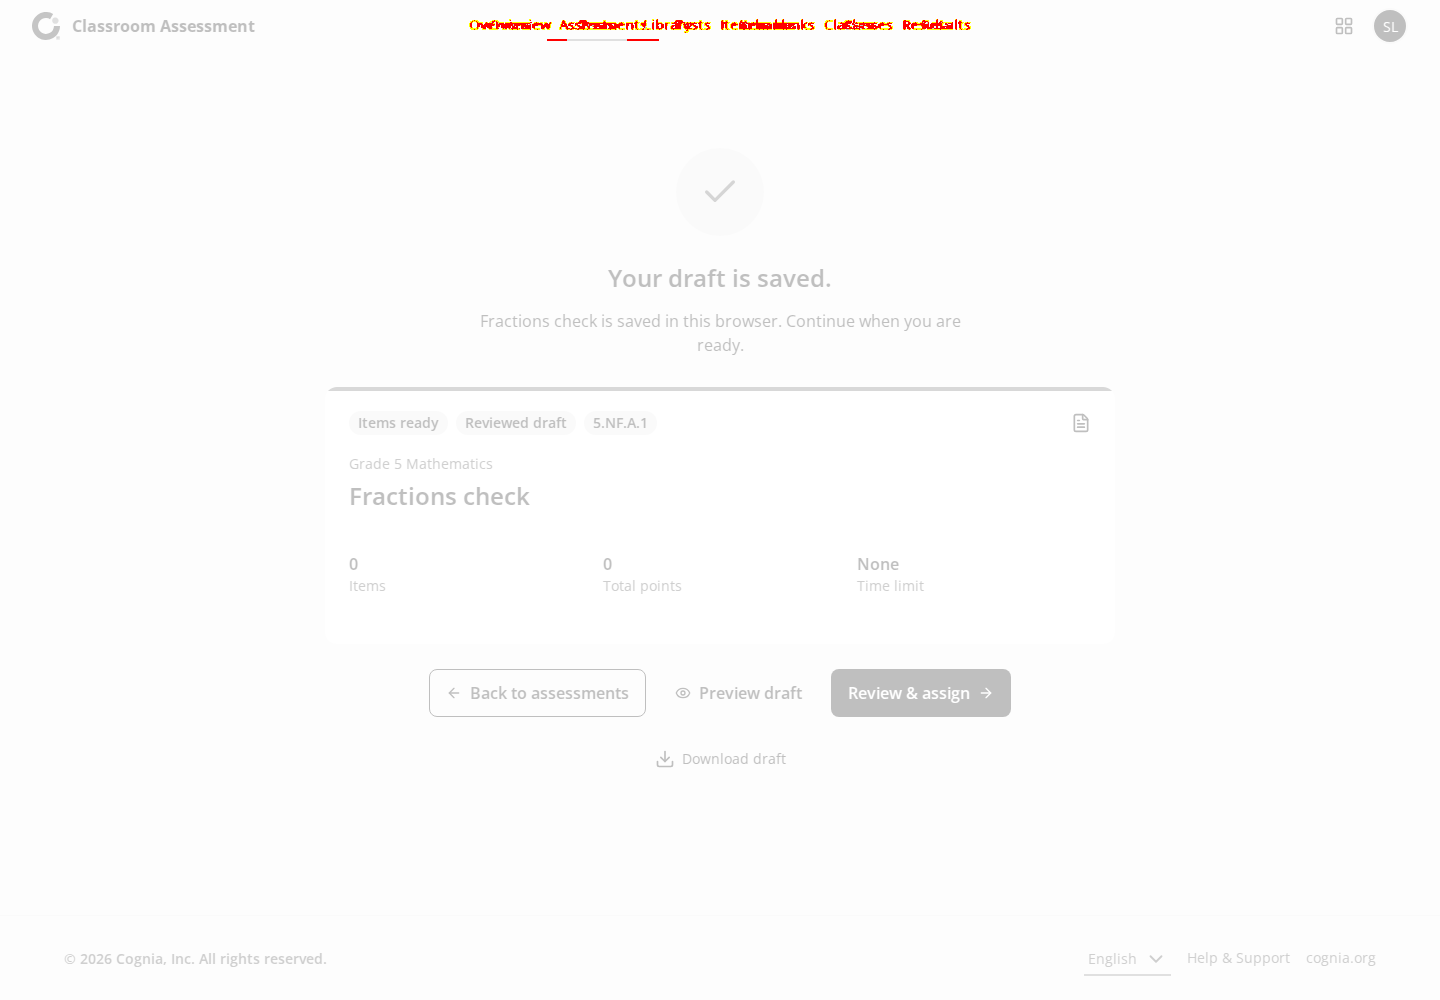 Classroom Assessment
SL
Your draft is saved.
Fractions check is saved in this browser. Continue when you are
ready.
Items ready Reviewed draft 5.NF.A.1
Grade 5 Mathematics
Fractions check
0 0 None
Items Total points Time limit
Back to assessments Preview draft Review & assign
Download draft
© 2026 Cognia, Inc. All rights reserved.
English Help & Support cognia.org